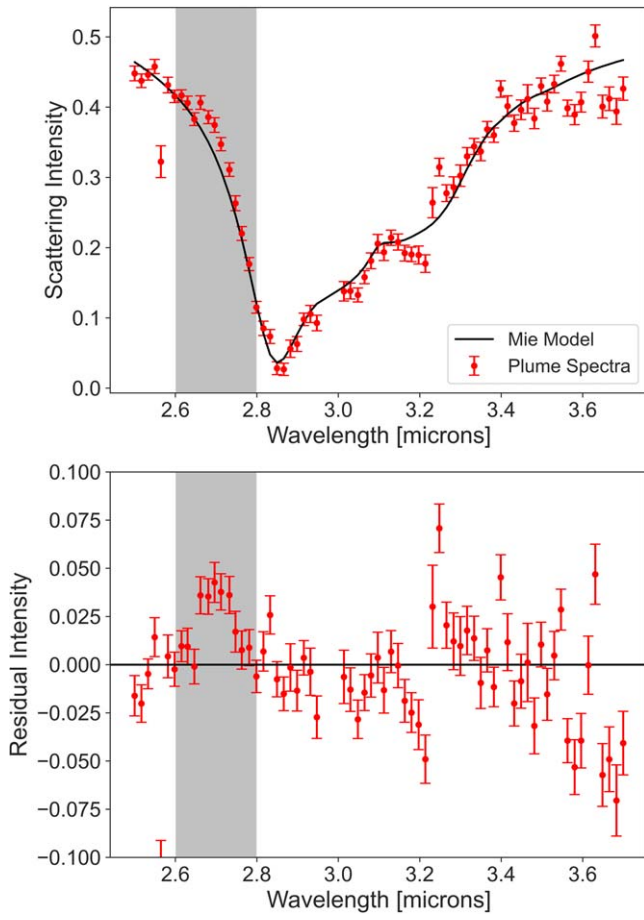 0.5
0.4
0.3
0.2
0.1
0.0
Scattering Intensity
Mie Model
Plume Spectra
2.6 2.8 3.0 3.2 3.4 3.6
Wavelength [microns]
0.100
0.075
0.050
0.025
0.000
−0.025
−0.050
−0.075
−0.100
Residual Intensity
2.6 2.8 3.0 3.2 3.4 3.6
Wavelength [microns]